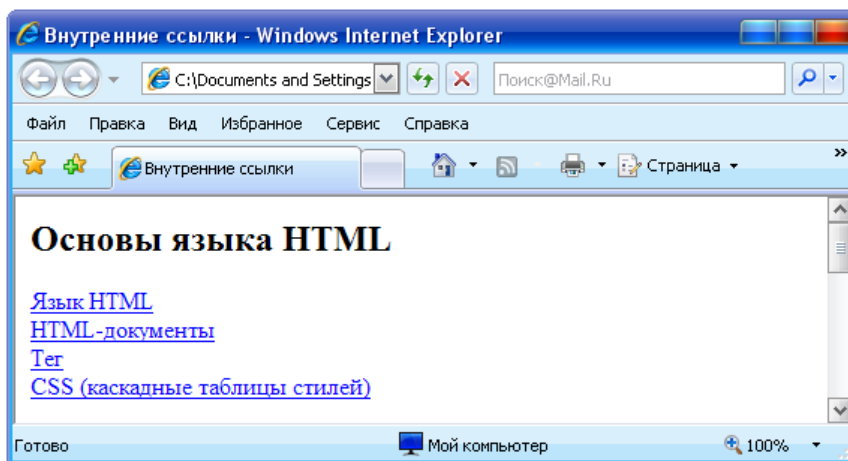 Внутренние ссылки - Windows Internet Explorer
C:\Documents and Settings Поиск@Mail.Ru
Файл Правка Вид Избранное Сервис Справка
Внутренние ссылки Страница »
Основы языка HTML
Язык HTML
HTML-документы
Тег
CSS (каскадные таблицы стилей)
Готово Мой компьютер 100%